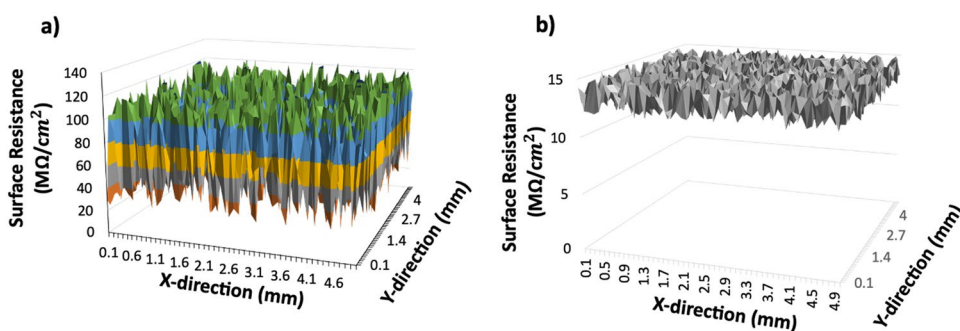 a)
Surface Resistance
(MΩ/cm²)
140
120
100
80
60
40
20
0
0.1 0.6 1.1 1.6 2.1 2.6 3.1 3.6 4.1 4.6
X-direction (mm)
0.1
1.4
2.7
4
Y-direction (mm)
b)
Surface Resistance
(MΩ/cm²)
15
10
5
0
0.1 0.5 0.9 1.3 1.7 2.1 2.5 2.9 3.3 3.7 4.1 4.5 4.9
X-direction (mm)
0.1
1.4
2.7
4
Y-direction (mm)